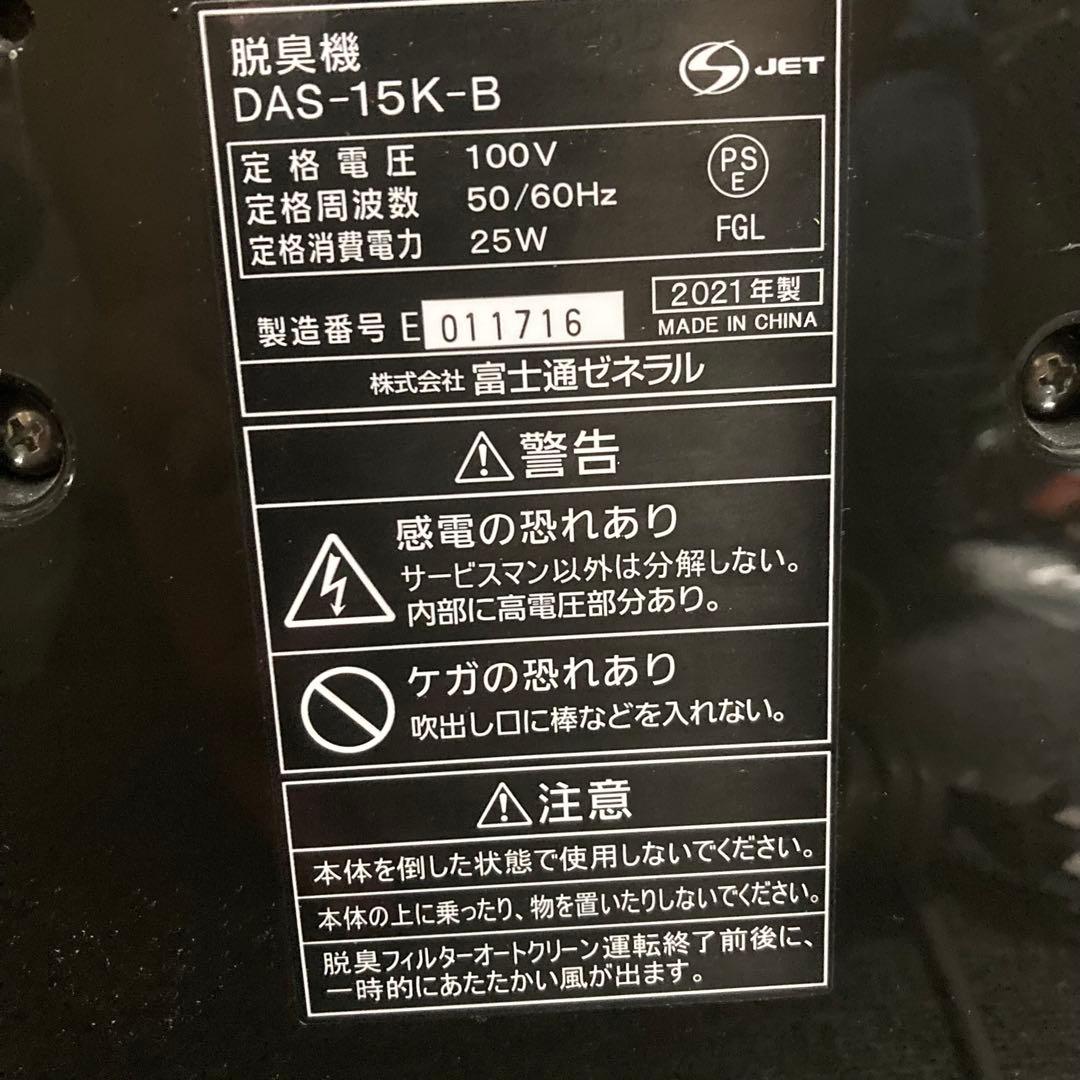 脱臭機
DAS-15K-B
JET
定格電圧 100V
定格周波数 50/60Hz
定格消費電力 25W
PS
E
FGL
製造番号 E 011716
2021年製
MADE IN CHINA
株式会社 富士通ゼネラル
警告
感電の恐れあり
サービスマン以外は分解しない。
内部に高電圧部分あり。
ケガの恐れあり
吹出し口に棒などを入れない。
注意
本体を倒した状態で使用しないでください。
本体の上に乗ったり、物を置いたりしないでください。
脱臭フィルターオートクリーン運転終了前後に、
一時的にあたたかい風が出ます。